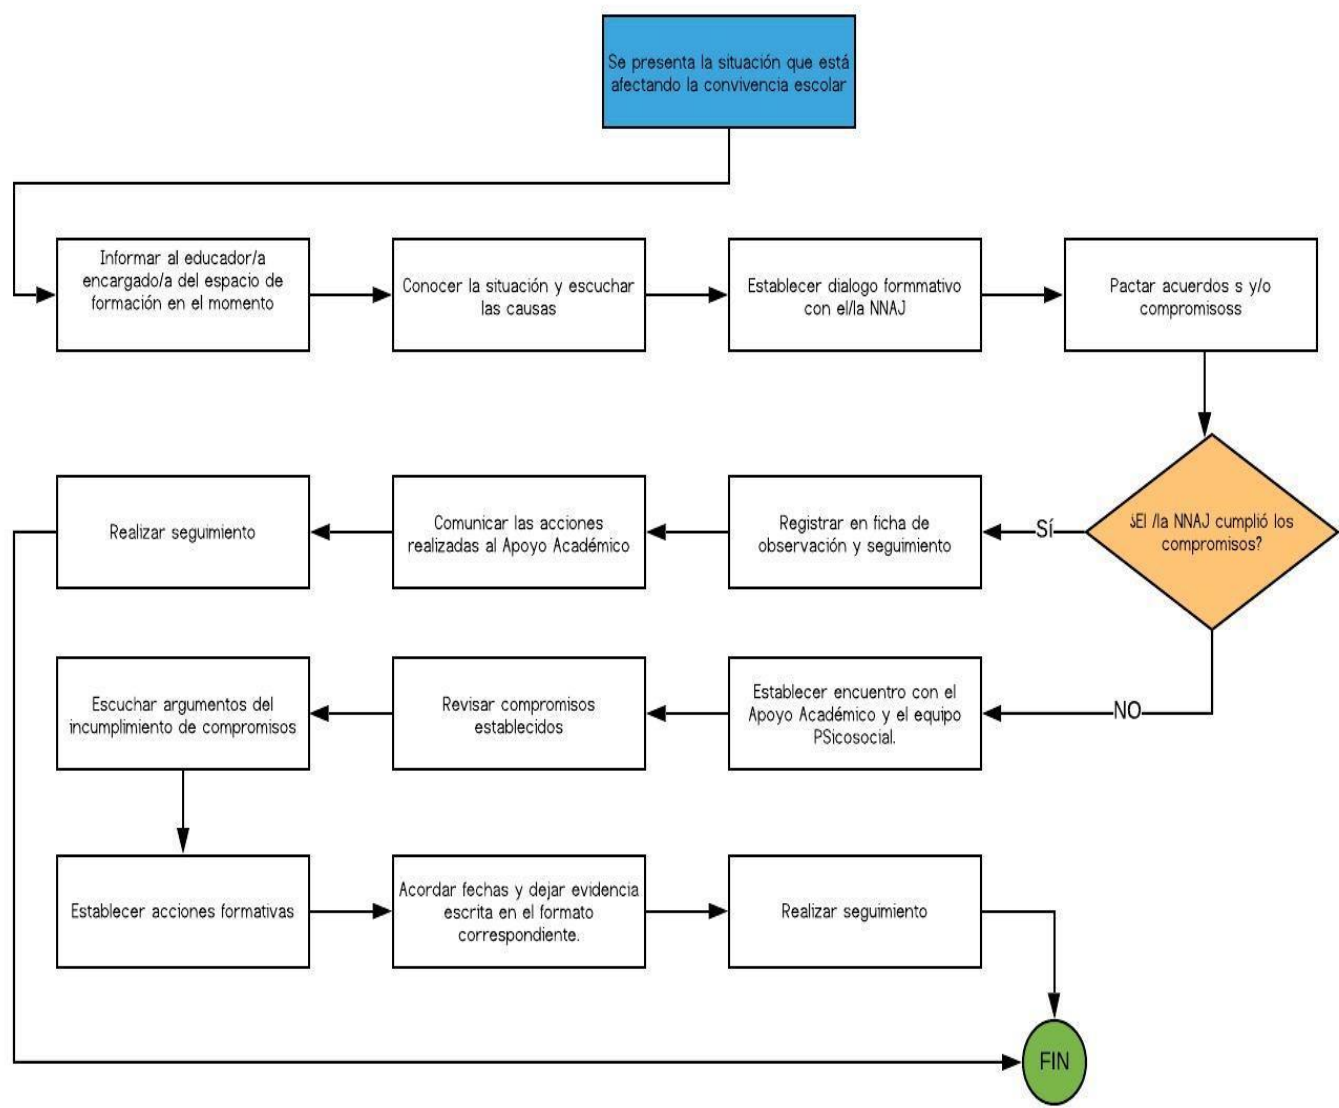 Se presenta la situación que está
afectando la convivencia escolar
Informar al educador/a
encargado/a del espacio de
formación en el momento
Conocer la situación y escuchar
las causas
Establecer dialogo formmativo
con el/la NNAJ
Pactar acuerdos s y/o
compromisoss
¿El /la NNAJ cumplió los
compromisos?
Sí
Registrar en ficha de
observación y seguimiento
Comunicar las acciones
realizadas al Apoyo Académico
Realizar seguimiento
NO
Establecer encuentro con el
Apoyo Académico y el equipo
PSicosocial.
Revisar compromisos
establecidos
Escuchar argumentos del
incumplimiento de compromisos
Establecer acciones formativas
Acordar fechas y dejar evidencia
escrita en el formato
correspondiente.
Realizar seguimiento
FIN